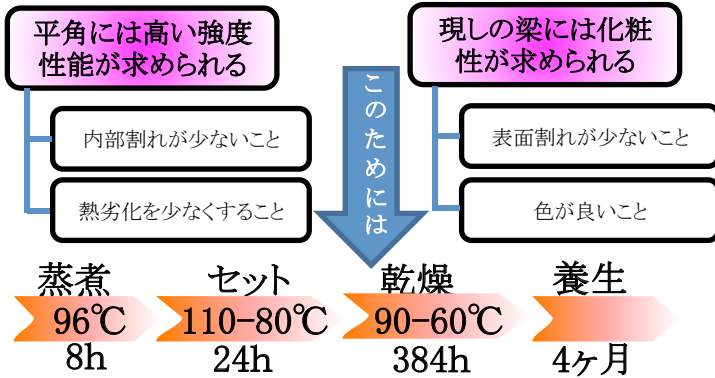 平角には高い強度
性能が求められる
内部割れが少ないこと
熱劣化を少なくすること
このためには
現しの梁には化粧
性が求められる
表面割れが少ないこと
色が良いこと
蒸煮
96℃
8h
セット
110-80℃
24h
乾燥
90-60℃
384h
養生
4ヶ月